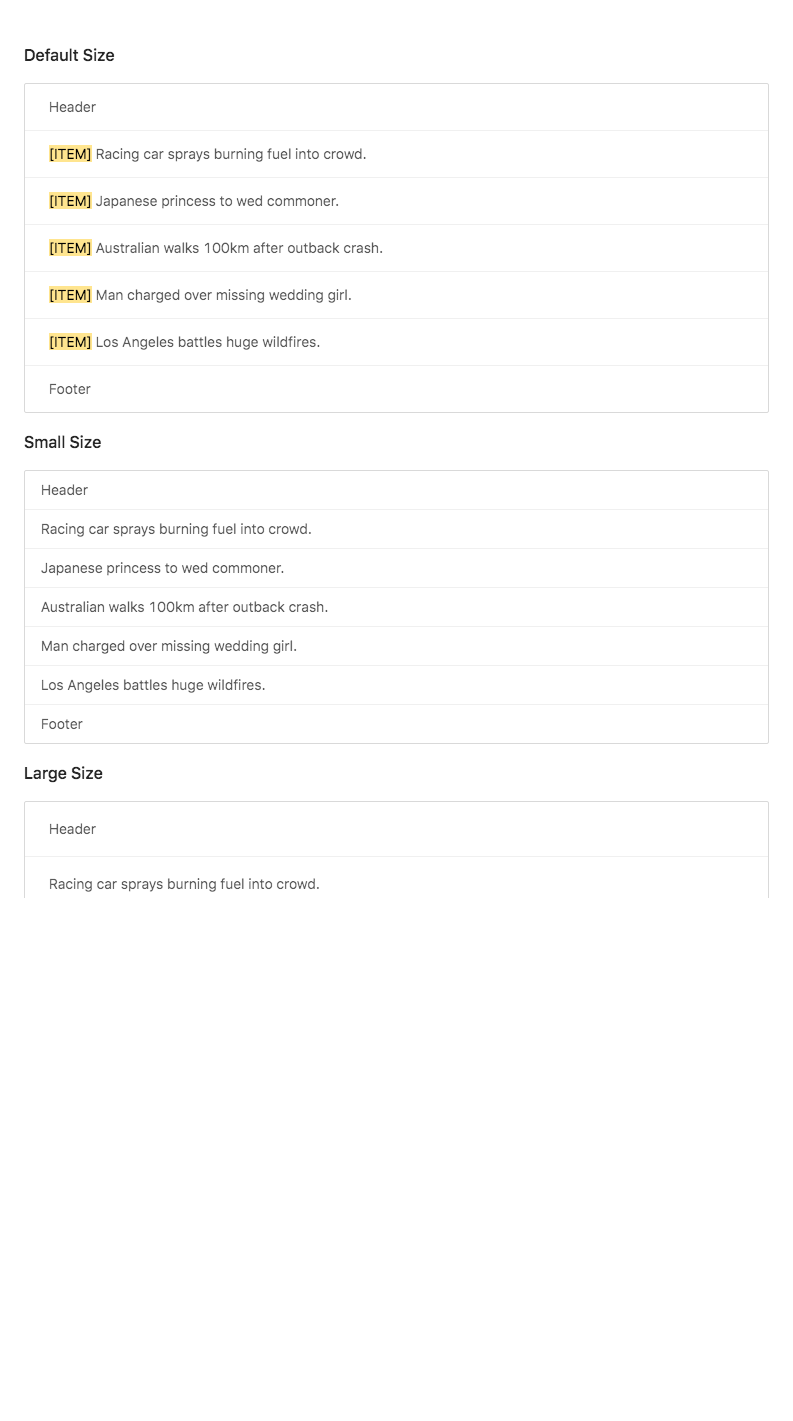 Default Size
Header
[ITEM] Racing car sprays burning fuel into crowd.
[ITEM] Japanese princess to wed commoner.
[ITEM] Australian walks 100km after outback crash.
[ITEM] Man charged over missing wedding girl.
[ITEM] Los Angeles battles huge wildfires.
Footer
Small Size
Header
Racing car sprays burning fuel into crowd.
Japanese princess to wed commoner.
Australian walks 100km after outback crash.
Man charged over missing wedding girl.
Los Angeles battles huge wildfires.
Footer
Large Size
Header
Racing car sprays burning fuel into crowd.